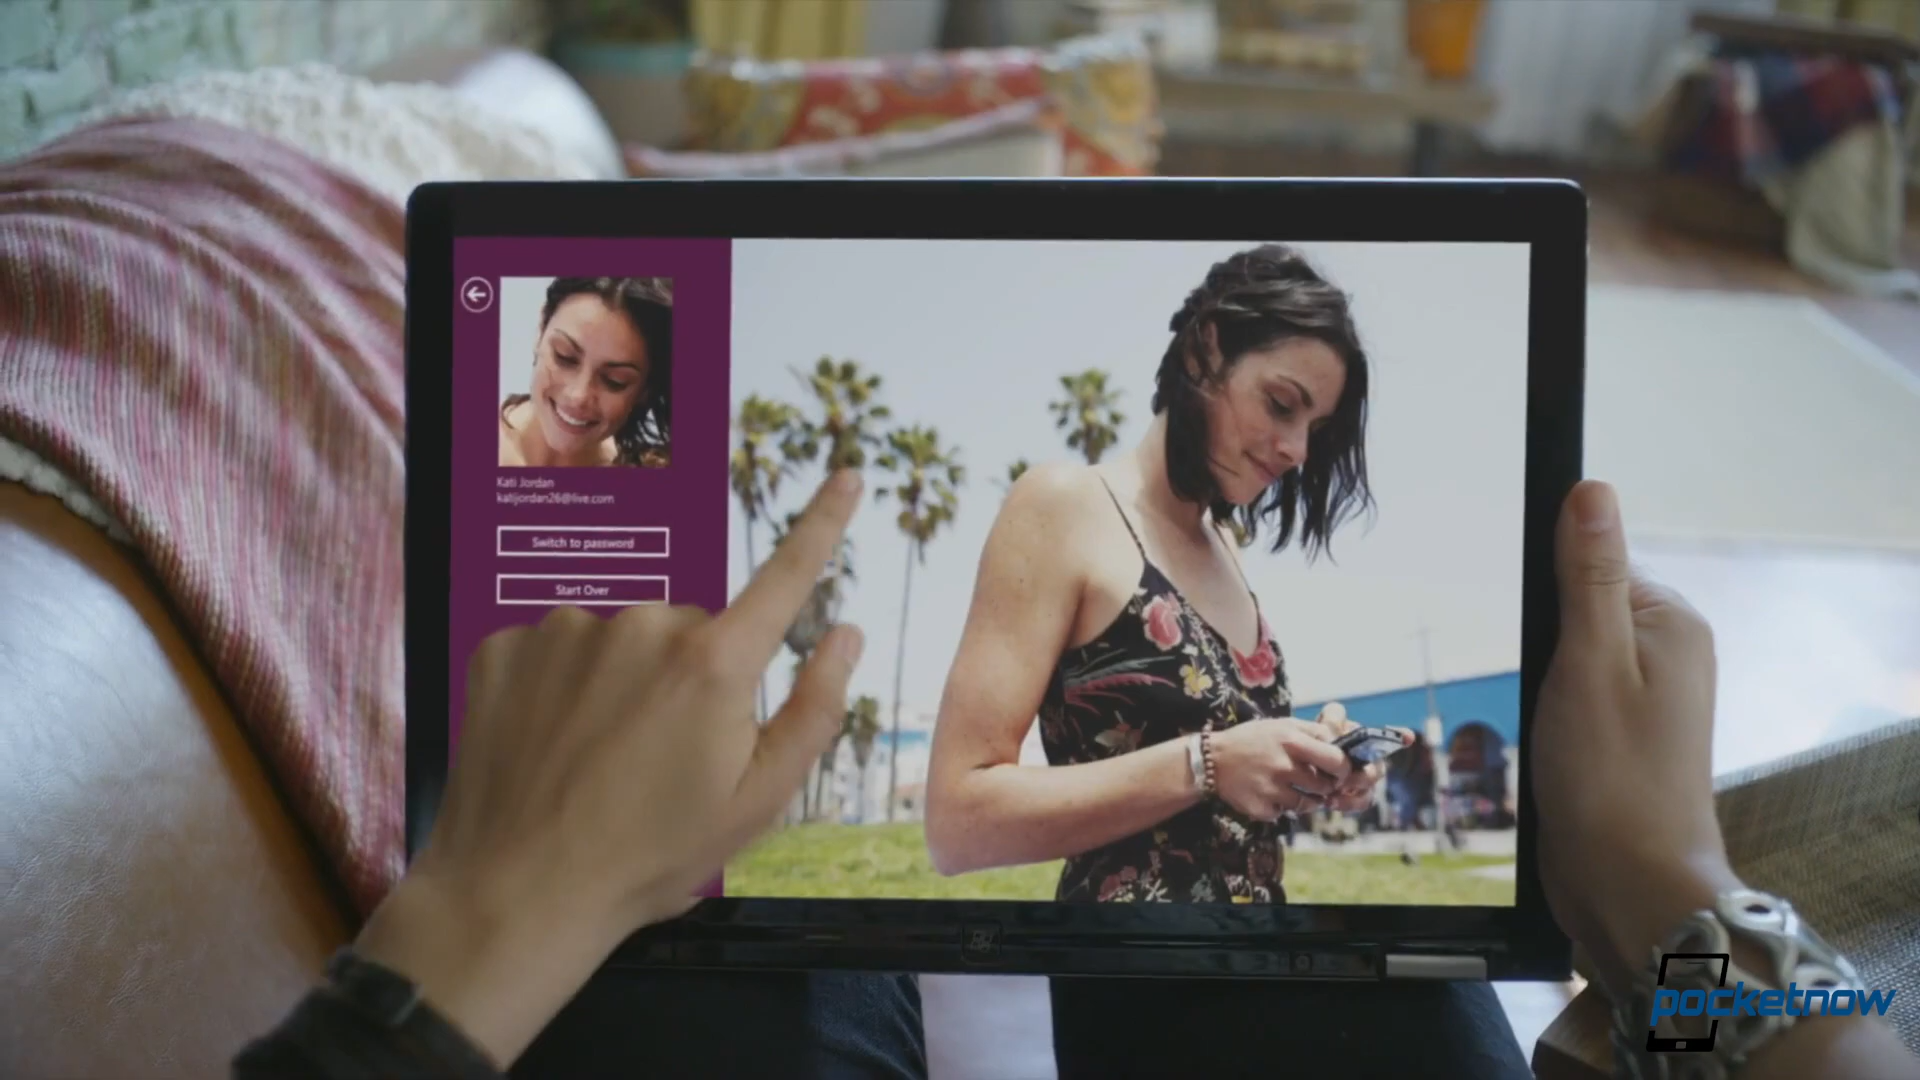 Kati Jordan
katijordan26@live.com
Switch to password
Start Over
pocketnow